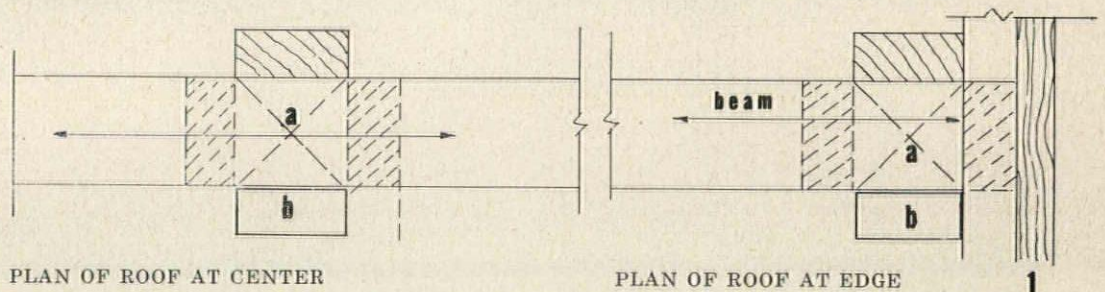 beam
a
a
b
b
PLAN OF ROOF AT CENTER
PLAN OF ROOF AT EDGE
1